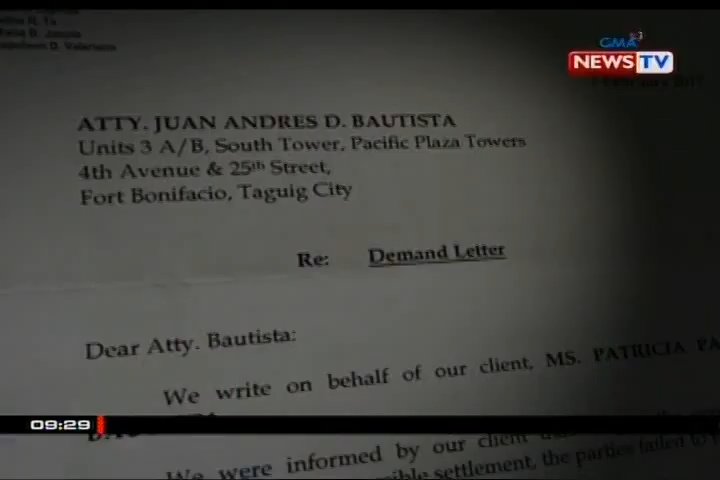 GMA
NEWS TV
ATTY. JUAN ANDRES D. BAUTISTA
Units 3 A/B, South Tower, Pacific Plaza Towers
4th Avenue & 25th Street,
Fort Bonifacio, Taguig City
Re: Demand Letter
Dear Atty. Bautista:
We write on behalf of our client, MS. PATRICIA
09:29
We were informed by our client
settlement, the parties failed to